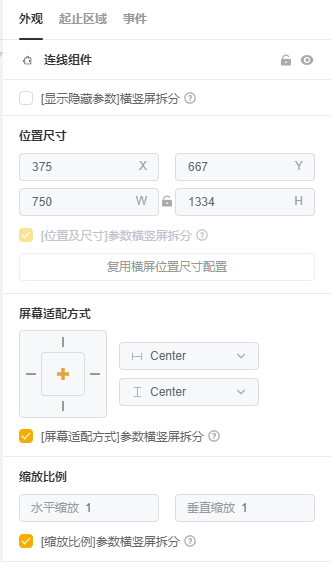 外观 起止区域 事件
连线组件
[显示隐藏参数]横竖屏拆分 ?
位置尺寸
375 X 667 Y
750 W 1334 H
[位置及尺寸]参数横竖屏拆分 ?
复用横屏位置尺寸配置
屏幕适配方式
Center
Center
[屏幕适配方式]参数横竖屏拆分 ?
缩放比例
水平缩放 1 垂直缩放 1
[缩放比例]参数横竖屏拆分 ?